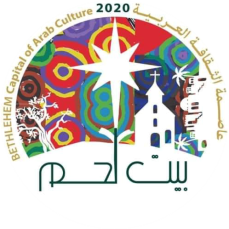 BETHLEHEM Capital of Arab Culture 2020 عاصمة الثقافة العربية
بيت لحم